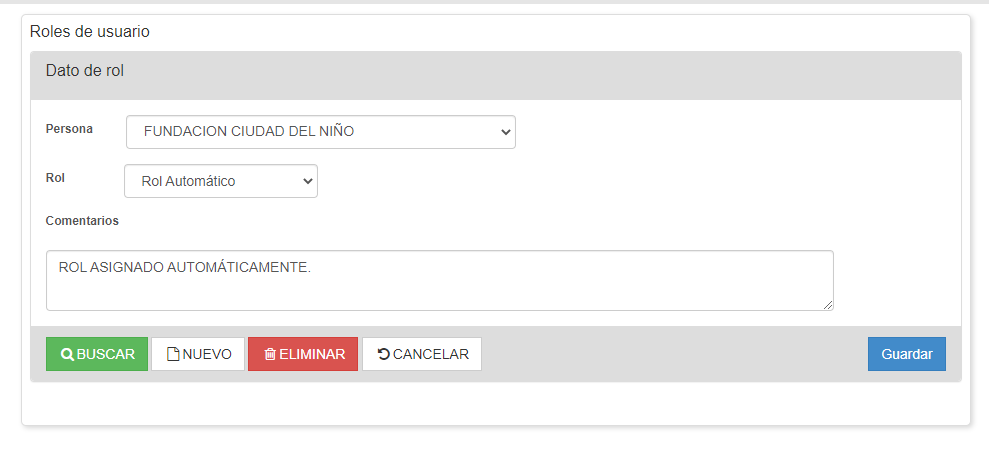 Roles de usuario
Dato de rol
Persona FUNDACION CIUDAD DEL NIÑO
Rol Rol Automático
Comentarios
ROL ASIGNADO AUTOMÁTICAMENTE.
BUSCAR NUEVO ELIMINAR CANCELAR Guardar